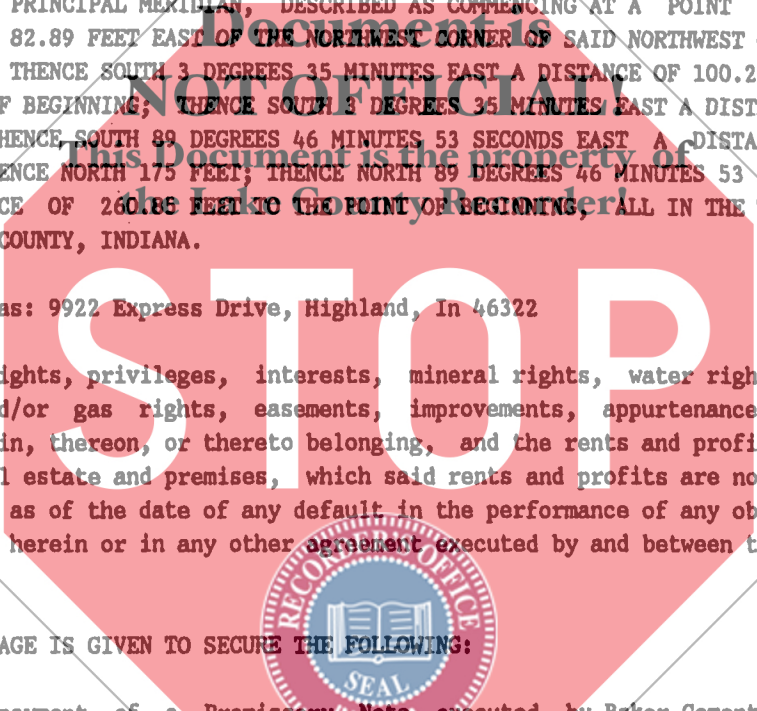 PRINCIPAL MERIDIAN, DESCRIBED AS COMMENCING AT A POINT
Document is
82.89 FEET EAST OF THE NORTHWEST CORNER OF SAID NORTHWEST
THENCE SOUTH 3 DEGREES 35 MINUTES EAST A DISTANCE OF 100.2
NOT OFFICIAL!
F BEGINNING; THENCE SOUTH 3 DEGREES 35 MINUTES EAST A DIST
HENCE SOUTH 89 DEGREES 46 MINUTES 53 SECONDS EAST A DISTA
This Document is the property of
ENCE NORTH 175 FEET; THENCE NORTH 89 DEGREES 46 MINUTES 53
the Lake County Recorder!
CE OF 260.85 FEET TO THE POINT OF BEGINNING, ALL IN THE
COUNTY, INDIANA.
STOP
as: 9922 Express Drive, Highland, In 46322
ights, privileges, interests, mineral rights, water righ
d/or gas rights, easements, improvements, appurtenance
in, thereon, or thereto belonging, and the rents and profi
l estate and premises, which said rents and profits are no
as of the date of any default in the performance of any ob
herein or in any other agreement executed by and between t
RECORDER'S OFFICE
AGE IS GIVEN TO SECURE THE FOLLOWING:
SEAL
payment of a Promissory Note executed by Baker Cement